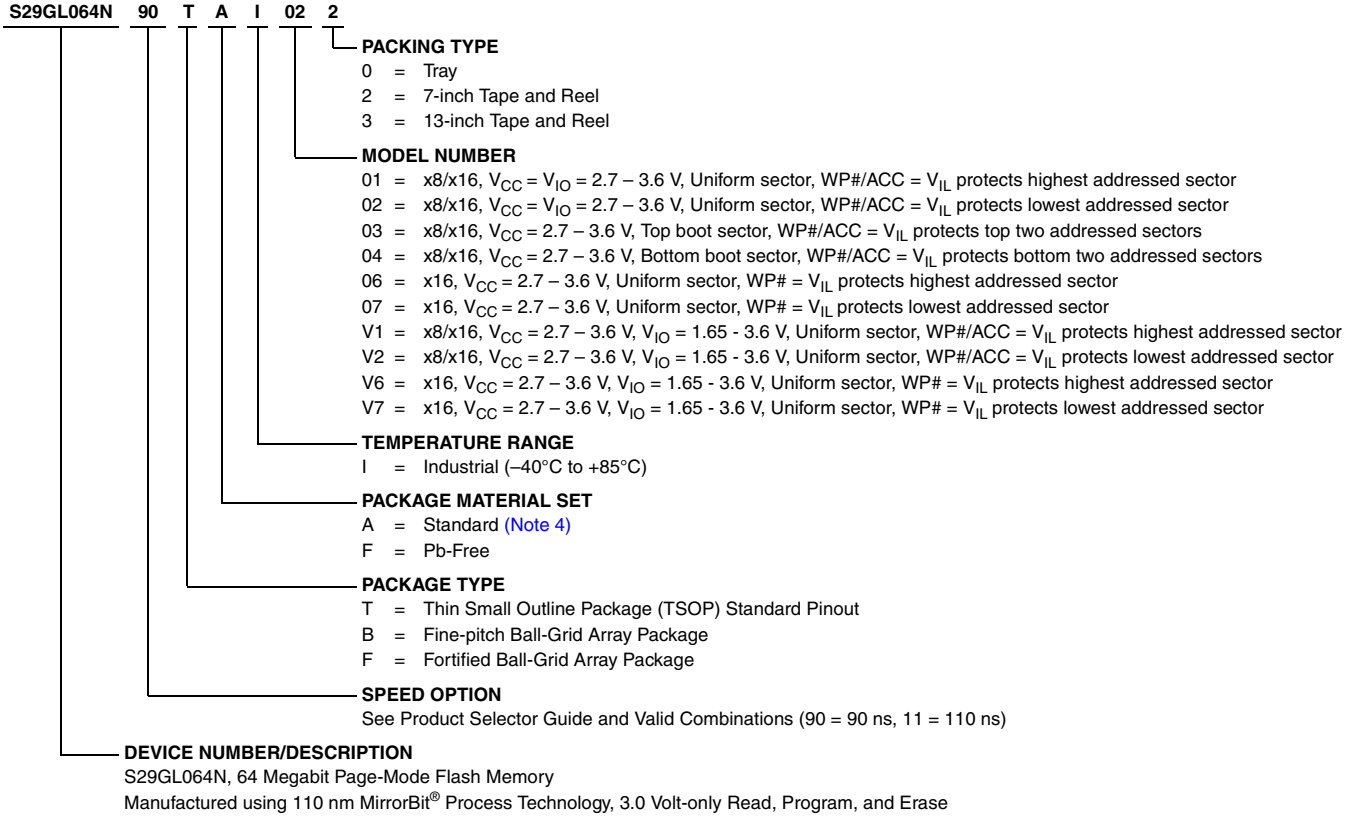 S29GL064N 90 T A I 02 2
PACKING TYPE
0 = Tray
2 = 7-inch Tape and Reel
3 = 13-inch Tape and Reel
MODEL NUMBER
01 = x8/x16, VCC = VIO = 2.7 – 3.6 V, Uniform sector, WP#/ACC = VIL protects highest addressed sector
02 = x8/x16, VCC = VIO = 2.7 – 3.6 V, Uniform sector, WP#/ACC = VIL protects lowest addressed sector
03 = x8/x16, VCC = 2.7 – 3.6 V, Top boot sector, WP#/ACC = VIL protects top two addressed sectors
04 = x8/x16, VCC = 2.7 – 3.6 V, Bottom boot sector, WP#/ACC = VIL protects bottom two addressed sectors
06 = x16, VCC = 2.7 – 3.6 V, Uniform sector, WP# = VIL protects highest addressed sector
07 = x16, VCC = 2.7 – 3.6 V, Uniform sector, WP# = VIL protects lowest addressed sector
V1 = x8/x16, VCC = 2.7 – 3.6 V, VIO = 1.65 - 3.6 V, Uniform sector, WP#/ACC = VIL protects highest addressed sector
V2 = x8/x16, VCC = 2.7 – 3.6 V, VIO = 1.65 - 3.6 V, Uniform sector, WP#/ACC = VIL protects lowest addressed sector
V6 = x16, VCC = 2.7 – 3.6 V, VIO = 1.65 - 3.6 V, Uniform sector, WP# = VIL protects highest addressed sector
V7 = x16, VCC = 2.7 – 3.6 V, VIO = 1.65 - 3.6 V, Uniform sector, WP# = VIL protects lowest addressed sector
TEMPERATURE RANGE
I = Industrial (–40°C to +85°C)
PACKAGE MATERIAL SET
A = Standard (Note 4)
F = Pb-Free
PACKAGE TYPE
T = Thin Small Outline Package (TSOP) Standard Pinout
B = Fine-pitch Ball-Grid Array Package
F = Fortified Ball-Grid Array Package
SPEED OPTION
See Product Selector Guide and Valid Combinations (90 = 90 ns, 11 = 110 ns)
DEVICE NUMBER/DESCRIPTION
S29GL064N, 64 Megabit Page-Mode Flash Memory
Manufactured using 110 nm MirrorBit® Process Technology, 3.0 Volt-only Read, Program, and Erase